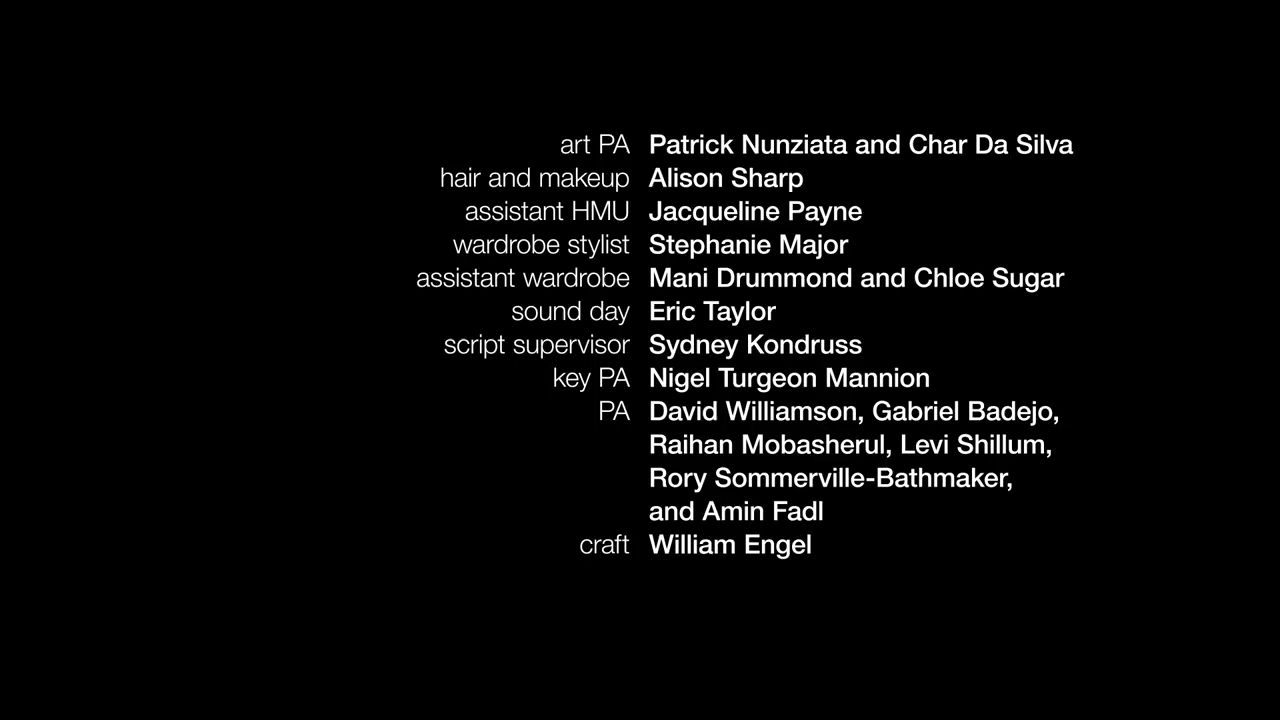 art PA Patrick Nunziata and Char Da Silva
hair and makeup Alison Sharp
assistant HMU Jacqueline Payne
wardrobe stylist Stephanie Major
assistant wardrobe Mani Drummond and Chloe Sugar
sound day Eric Taylor
script supervisor Sydney Kondruss
key PA Nigel Turgeon Mannion
PA David Williamson, Gabriel Badejo,
Raihan Mobasherul, Levi Shillum,
Rory Sommerville-Bathmaker,
and Amin Fadl
craft William Engel